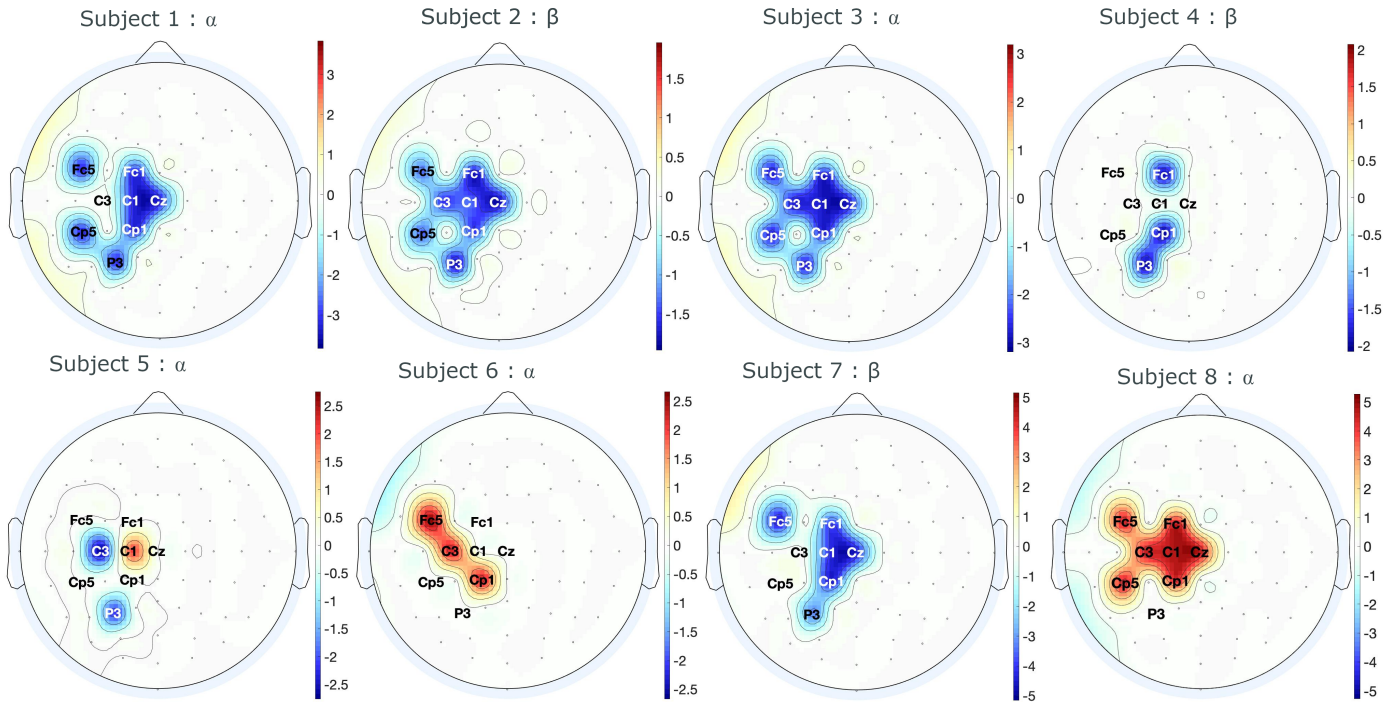 Subject 1 : α
Subject 2 : β
Subject 3 : α
Subject 4 : β
Fc5 Fc1
C3 C1 Cz
Cp5 Cp1
P3
3
2
1
0
-1
-2
-3
Fc5 Fc1
C3 C1 Cz
Cp5 Cp1
P3
1.5
1
0.5
0
-0.5
-1
-1.5
Fc5 Fc1
C3 C1 Cz
Cp5 Cp1
P3
3
2
1
0
-1
-2
-3
Fc5 Fc1
C3 C1 Cz
Cp5 Cp1
P3
2
1.5
1
0.5
0
-0.5
-1
-1.5
-2
Subject 5 : α
Subject 6 : α
Subject 7 : β
Subject 8 : α
Fc5 Fc1
C3 C1 Cz
Cp5 Cp1
P3
2.5
2
1.5
1
0.5
0
-0.5
-1
-1.5
-2
-2.5
Fc5 Fc1
C3 C1 Cz
Cp5 Cp1
P3
2.5
2
1.5
1
0.5
0
-0.5
-1
-1.5
-2
-2.5
Fc5 Fc1
C3 C1 Cz
Cp5 Cp1
P3
5
4
3
2
1
0
-1
-2
-3
-4
-5
Fc5 Fc1
C3 C1 Cz
Cp5 Cp1
P3
5
4
3
2
1
0
-1
-2
-3
-4
-5